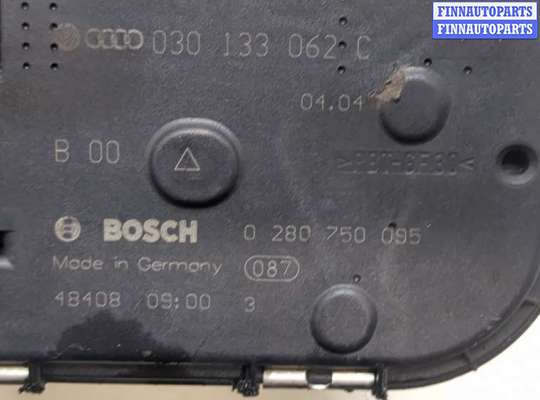 FINNAUTOPARTS
FINNAUTOPARTS
030 133 062 C
04.04
B 00
>PBT-GF30<
BOSCH 0 280 750 095
Made in Germany 087
48408 09:00 3